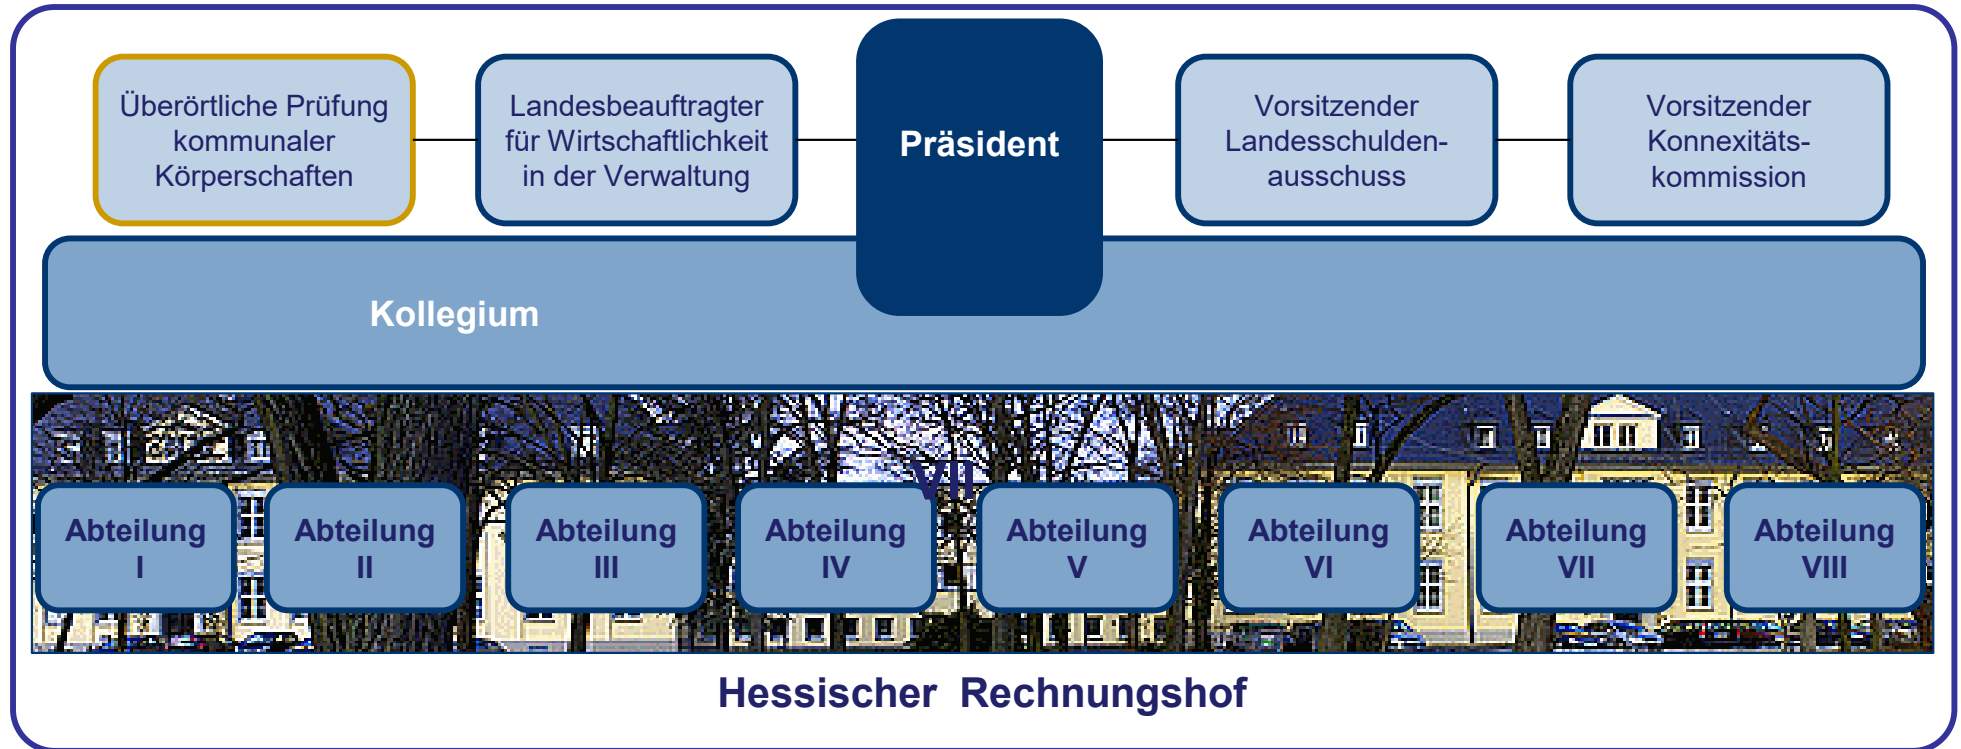 Überörtliche Prüfung
kommunaler
Körperschaften
Landesbeauftragter
für Wirtschaftlichkeit
in der Verwaltung
Präsident
Vorsitzender
Landesschulden-
ausschuss
Vorsitzender
Konnexitäts-
kommission
Kollegium
VII
Abteilung
I
Abteilung
II
Abteilung
III
Abteilung
IV
Abteilung
V
Abteilung
VI
Abteilung
VII
Abteilung
VIII
Hessischer Rechnungshof